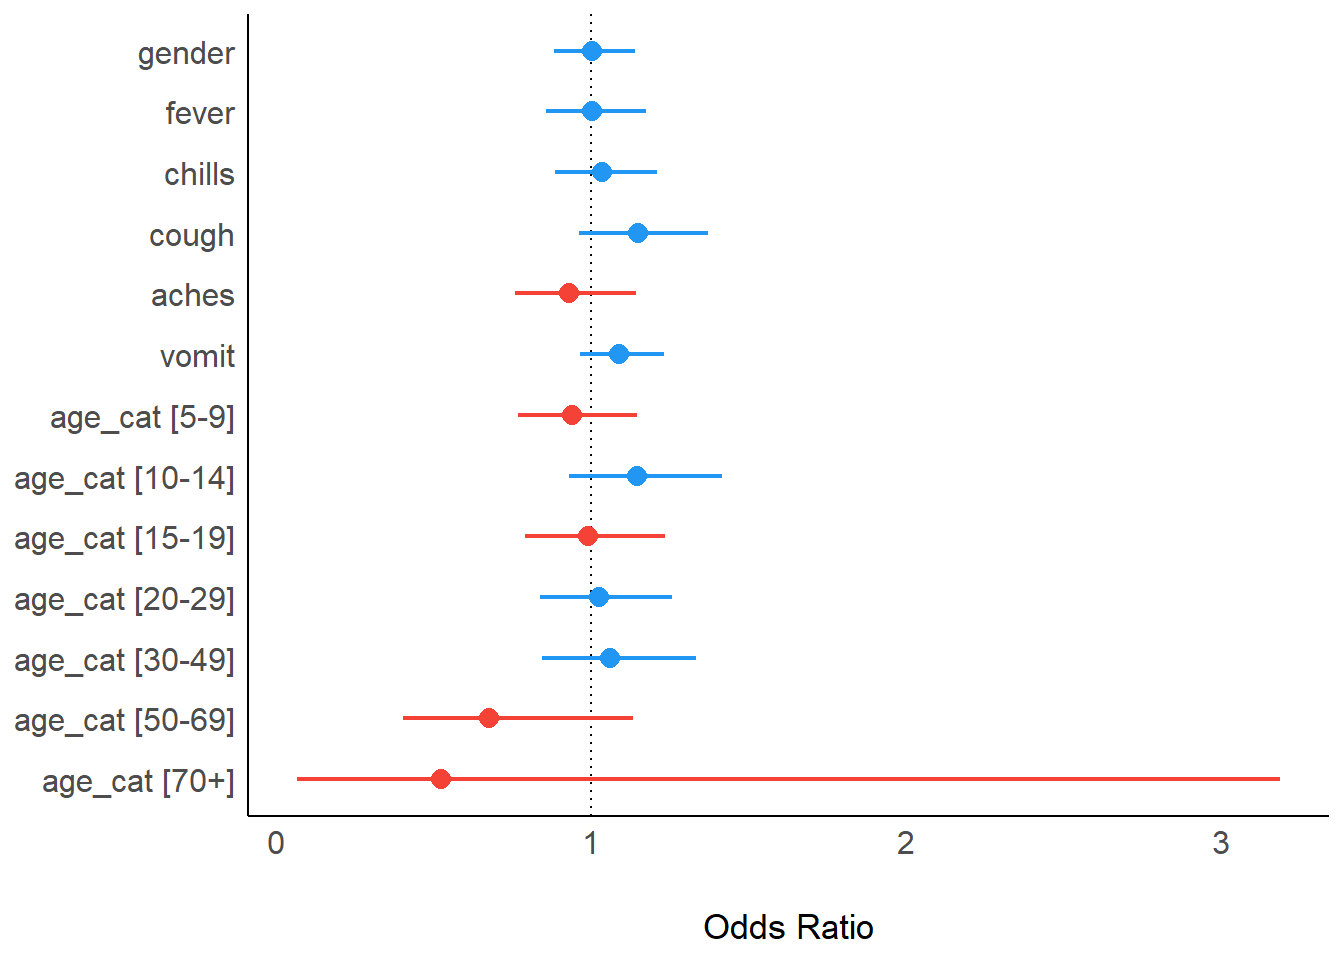 gender
fever
chills
cough
aches
vomit
age_cat [5-9]
age_cat [10-14]
age_cat [15-19]
age_cat [20-29]
age_cat [30-49]
age_cat [50-69]
age_cat [70+]
0 1 2 3
Odds Ratio